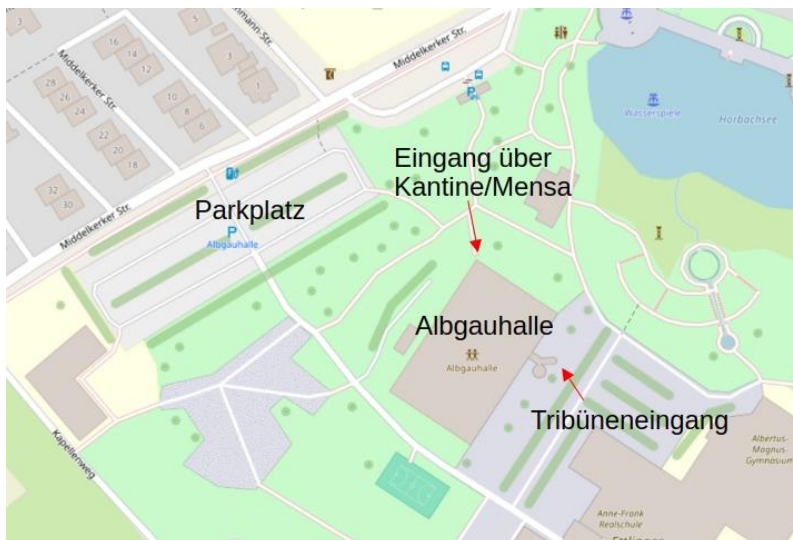 Middelkerker Str.
hmann-Str.
3
16
14
12
5
3
1
Middelkerker Str.
28
26
24
10
8
6
22
20
18
32
30
Middelkerker Str.
P
Wasserspiele
Horbachsee
Eingang über
Kantine/Mensa
Parkplatz
P
Albgauhalle
Albgauhalle
Albgauhalle
Tribüneneingang
Kapellenweg
Albertus-
Magnus-
Gymnasium
Anne-Frank
Realschule